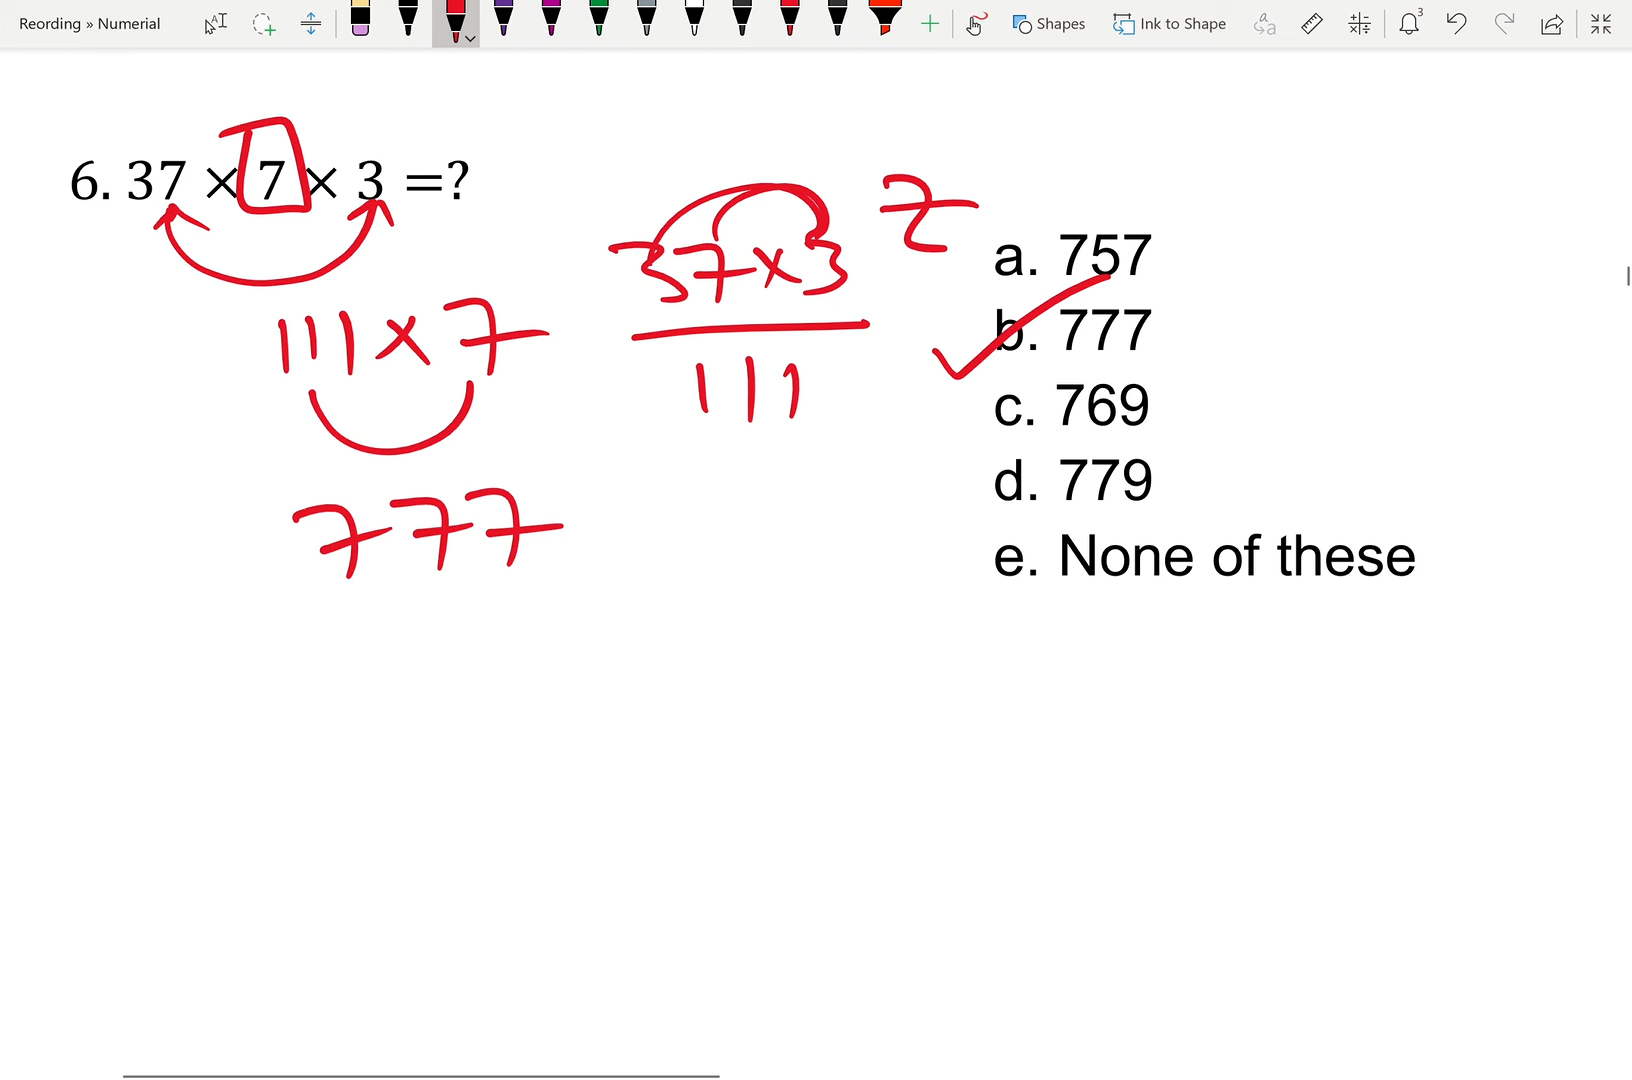 Reording » Numerial
Shapes
Ink to Shape
3
6. 37 × 7 × 3 =?
37×3
111
111×7
777
a. 757
b. 777
c. 769
d. 779
e. None of these